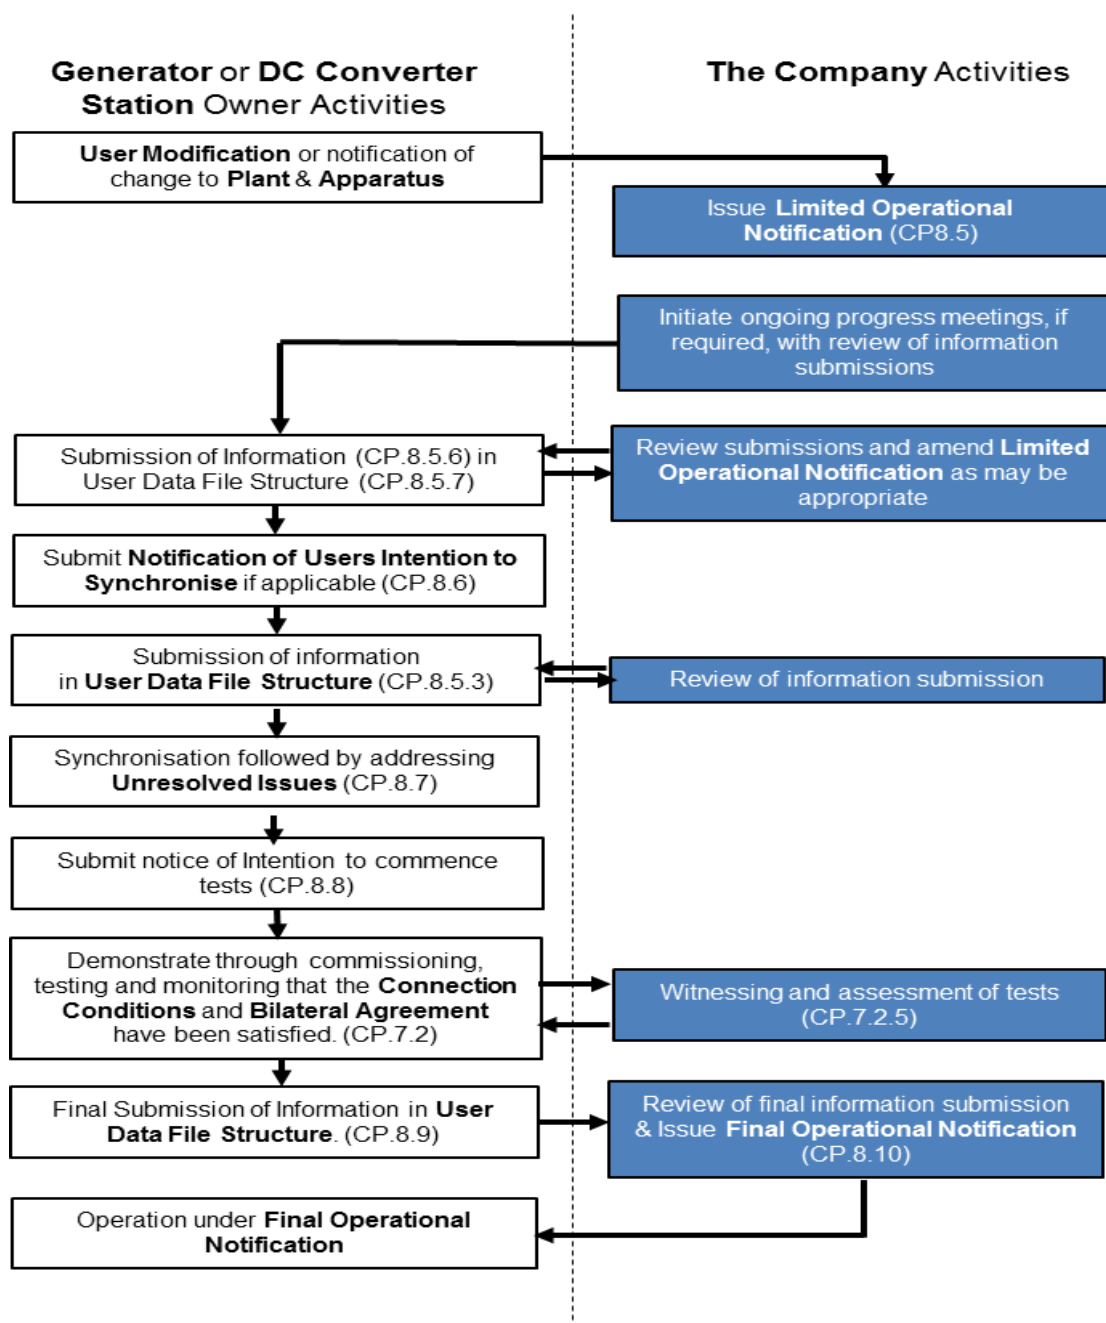 Generator or DC Converter
Station Owner Activities
The Company Activities
User Modification or notification of
change to Plant & Apparatus
Issue Limited Operational
Notification (CP8.5)
Initiate ongoing progress meetings, if
required, with review of information
submissions
Submission of Information (CP.8.5.6) in
User Data File Structure (CP.8.5.7)
Review submissions and amend Limited
Operational Notification as may be
appropriate
Submit Notification of Users Intention to
Synchronise if applicable (CP.8.6)
Submission of information
in User Data File Structure (CP.8.5.3)
Review of information submission
Synchronisation followed by addressing
Unresolved Issues (CP.8.7)
Submit notice of Intention to commence
tests (CP.8.8)
Demonstrate through commissioning,
testing and monitoring that the Connection
Conditions and Bilateral Agreement
have been satisfied. (CP.7.2)
Witnessing and assessment of tests
(CP.7.2.5)
Final Submission of Information in User
Data File Structure. (CP.8.9)
Review of final information submission
& Issue Final Operational Notification
(CP.8.10)
Operation under Final Operational
Notification